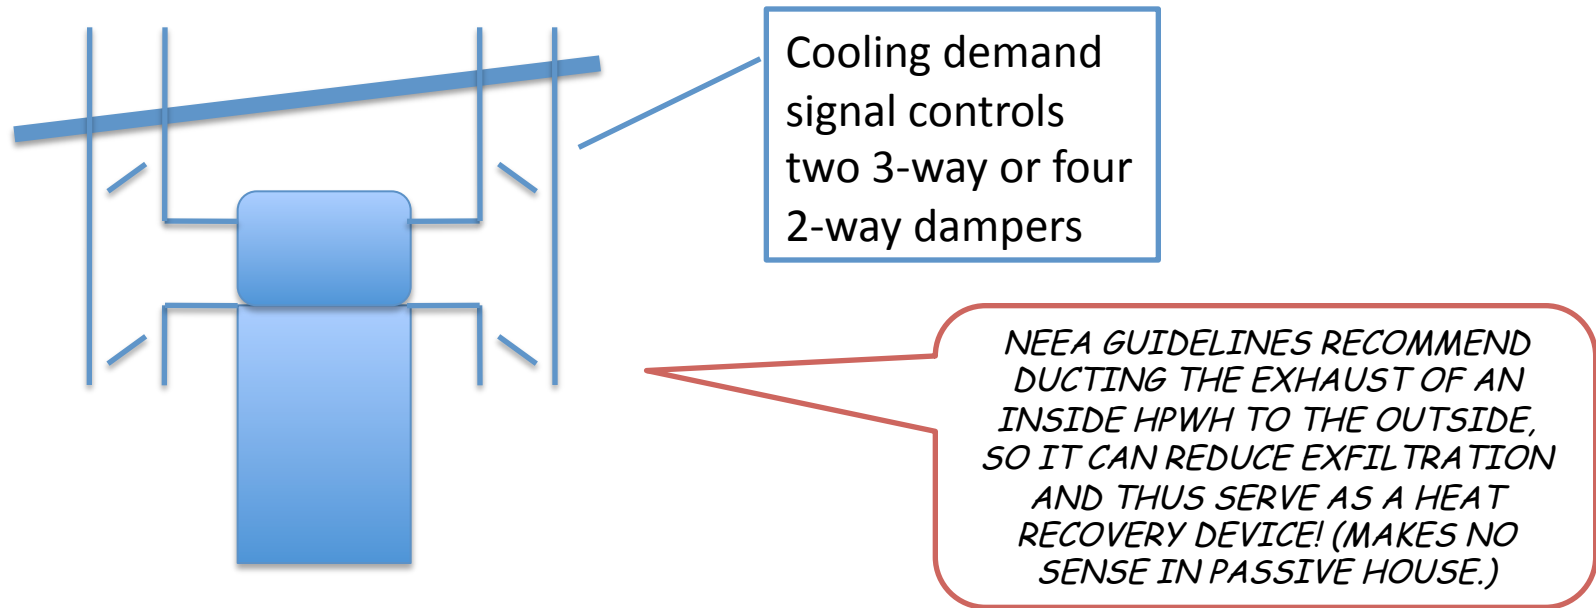 Cooling demand
signal controls
two 3-way or four
2-way dampers
NEEA GUIDELINES RECOMMEND
DUCTING THE EXHAUST OF AN
INSIDE HPWH TO THE OUTSIDE,
SO IT CAN REDUCE EXFILTRATION
AND THUS SERVE AS A HEAT
RECOVERY DEVICE! (MAKES NO
SENSE IN PASSIVE HOUSE.)